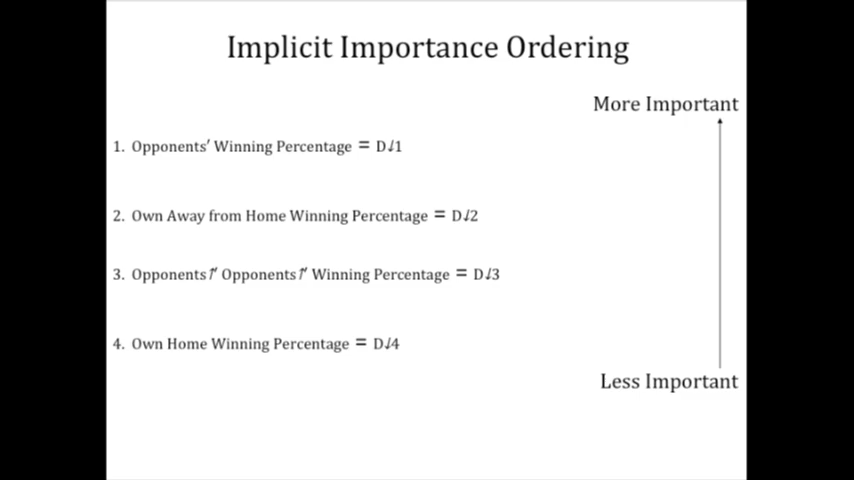 Implicit Importance Ordering
More Important
1. Opponents′ Winning Percentage = D↓1
2. Own Away from Home Winning Percentage = D↓2
3. Opponents↑′ Opponents↑′ Winning Percentage = D↓3
4. Own Home Winning Percentage = D↓4
Less Important